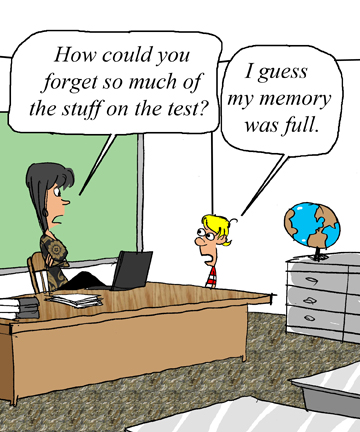 How could you
forget so much of
the stuff on the test?
I guess
my memory
was full.